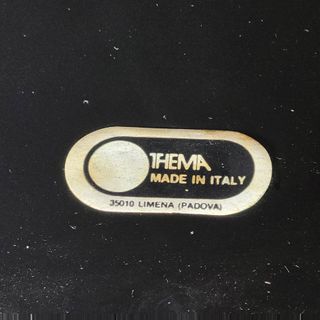 THEMA
MADE IN ITALY
35010 LIMENA (PADOVA)